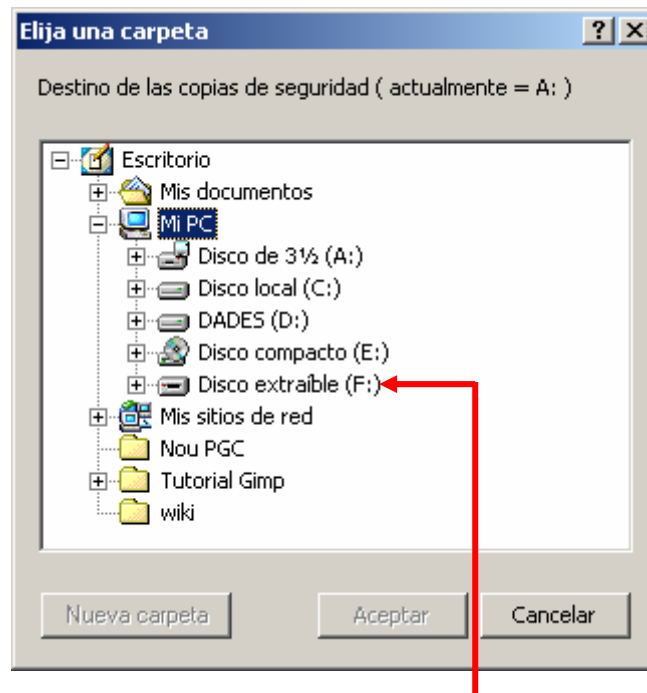 Elija una carpeta
Destino de las copias de seguridad ( actualmente = A: )
Escritorio
Mis documentos
Mi PC
Disco de 3½ (A:)
Disco local (C:)
DADES (D:)
Disco compacto (E:)
Disco extraíble (F:)
Mis sitios de red
Nou PGC
Tutorial Gimp
wiki
Nueva carpeta Aceptar Cancelar